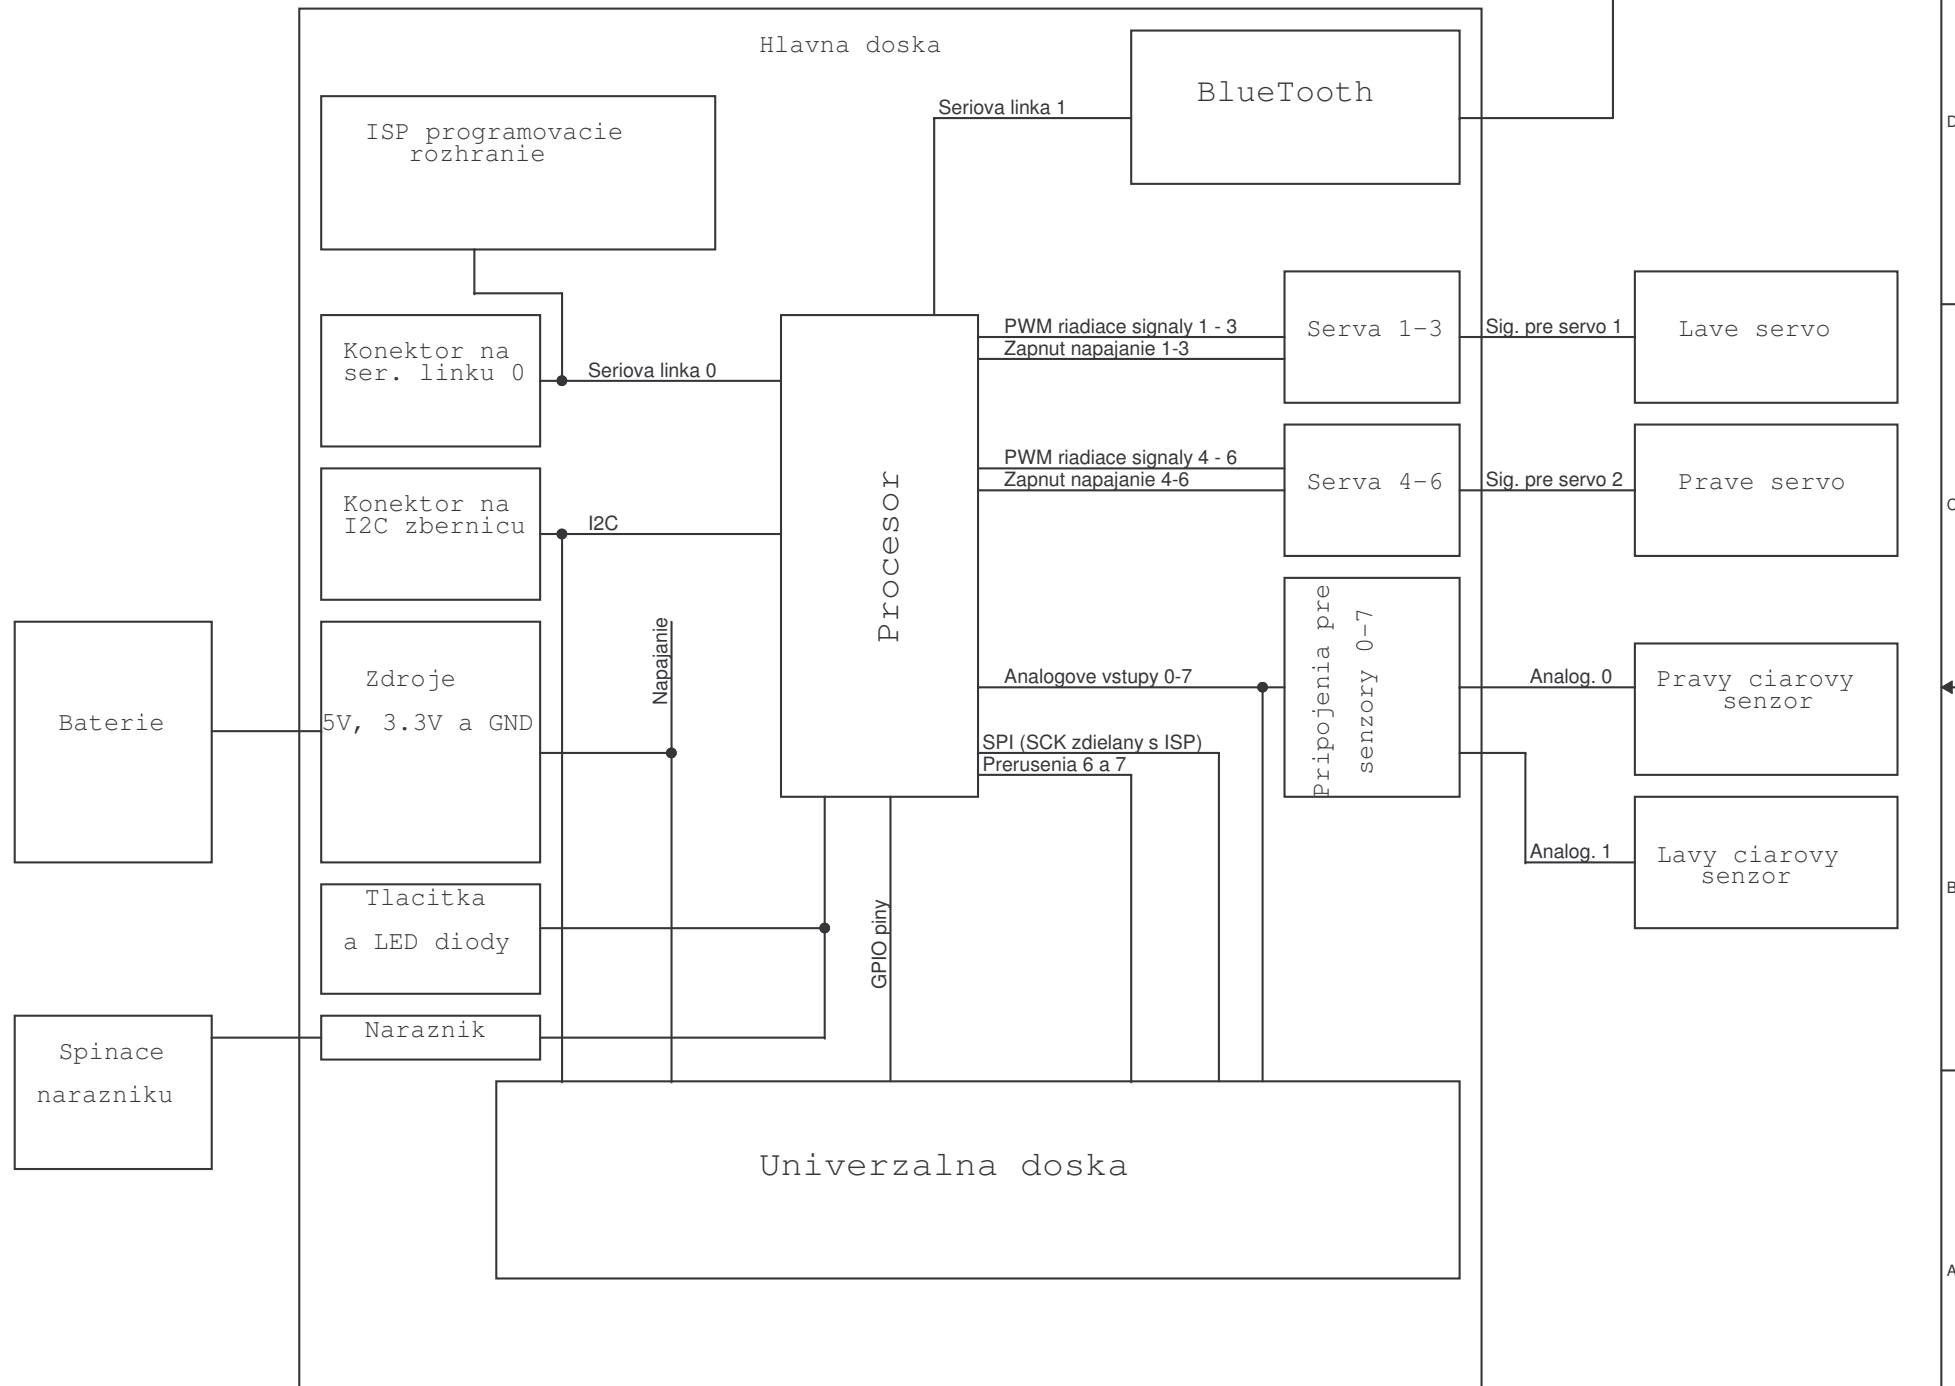 Hlavna doska
BlueTooth
Seriova linka 1
D
ISP programovacie
rozhranie
Konektor na
ser. linku 0
Seriova linka 0
PWM riadiace signaly 1 - 3
Zapnut napajanie 1-3
Serva 1-3
Sig. pre servo 1
Lave servo
Konektor na
I2C zbernicu
I2C
Procesor
PWM riadiace signaly 4 - 6
Zapnut napajanie 4-6
Serva 4-6
Sig. pre servo 2
Prave servo
C
Baterie
Zdroje
5V, 3.3V a GND
Napajanie
Analogove vstupy 0-7
SPI (SCK zdielany s ISP)
Prerusenia 6 a 7
Pripojenia pre
senzory 0-7
Analog. 0
Pravy ciarovy
senzor
Analog. 1
Lavy ciarovy
senzor
B
Tlacitka
a LED diody
GPIO piny
Naraznik
Spinace
narazniku
Univerzalna doska
A